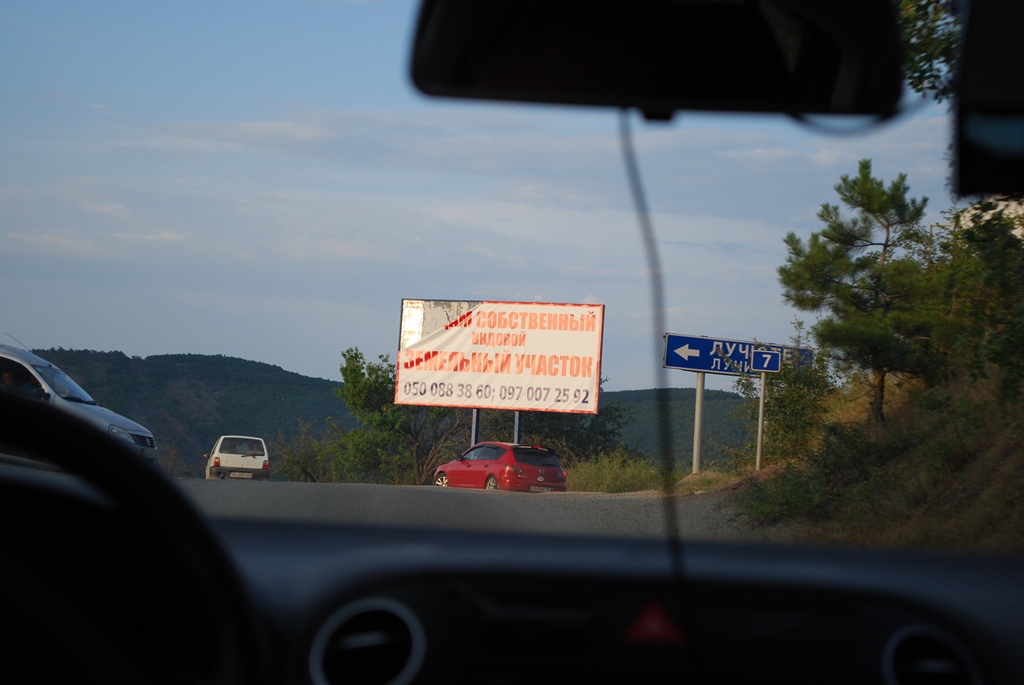 СОБСТВЕННЫЙ
ВИДОВОЙ
ЗЕМЕЛЬНЫЙ УЧАСТОК
050 088 38 60; 097 007 25 92
7